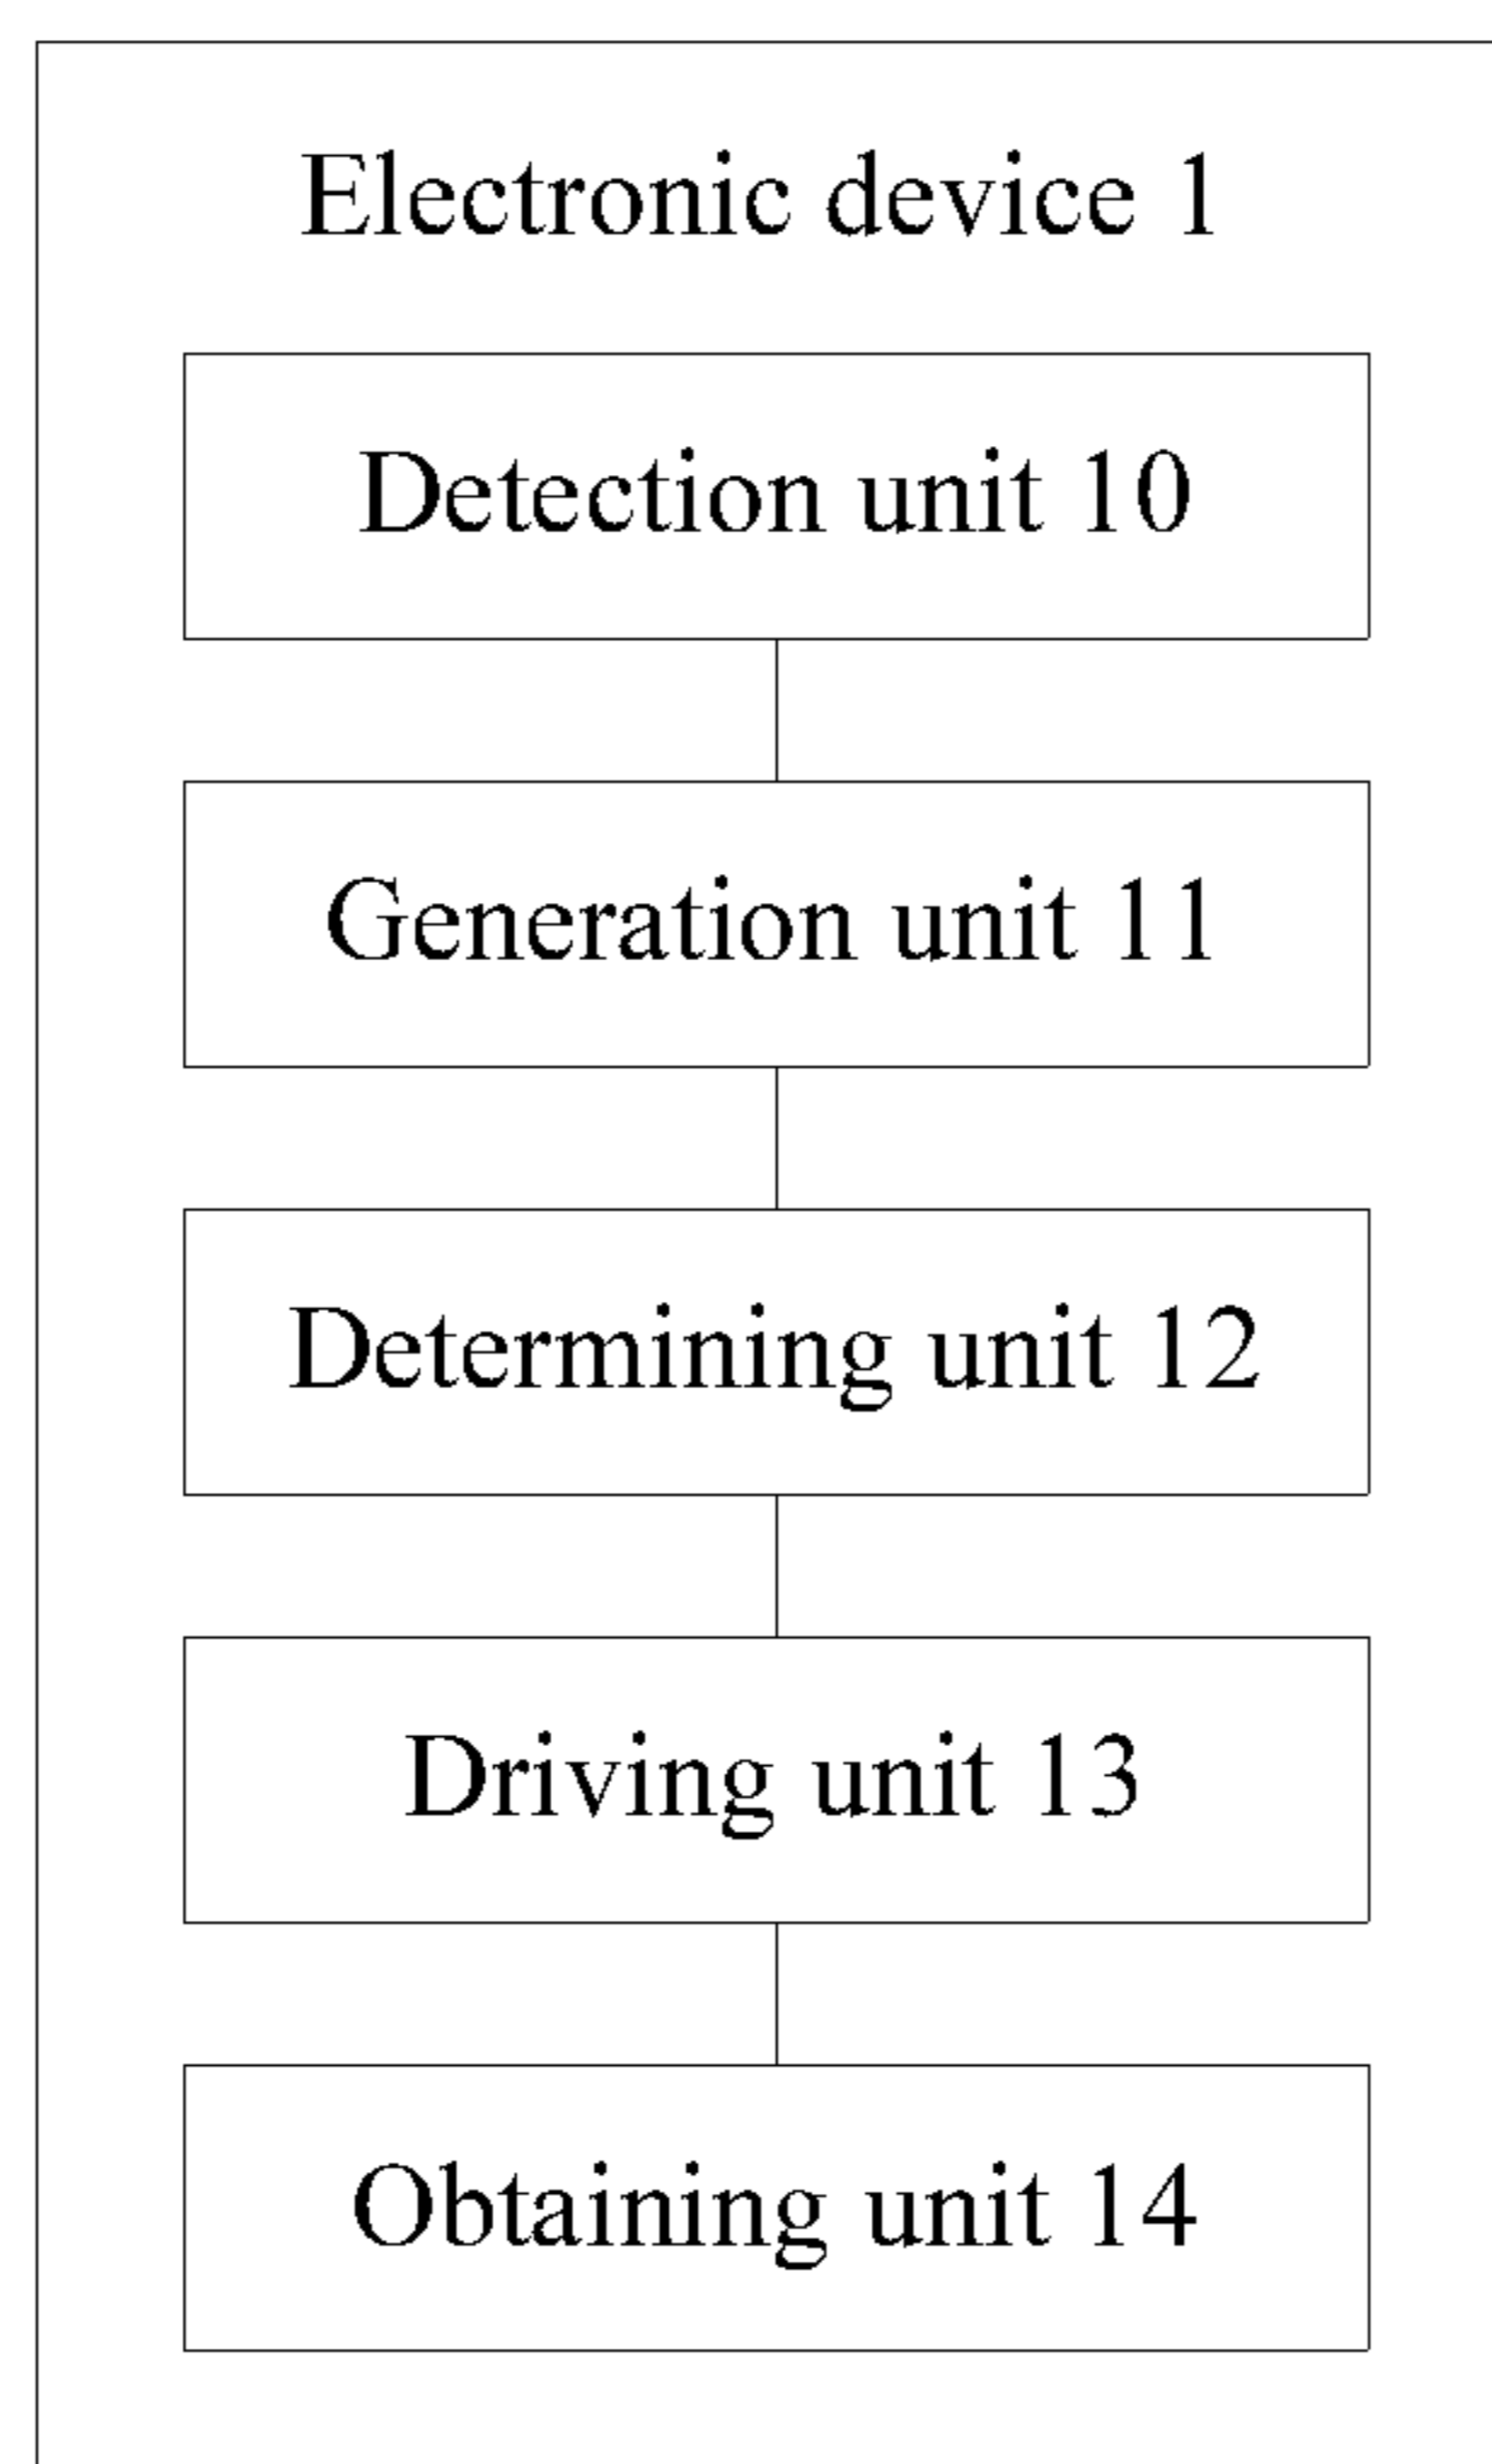 Electronic device 1
Detection unit 10
Generation unit 11
Determining unit 12
Driving unit 13
Obtaining unit 14